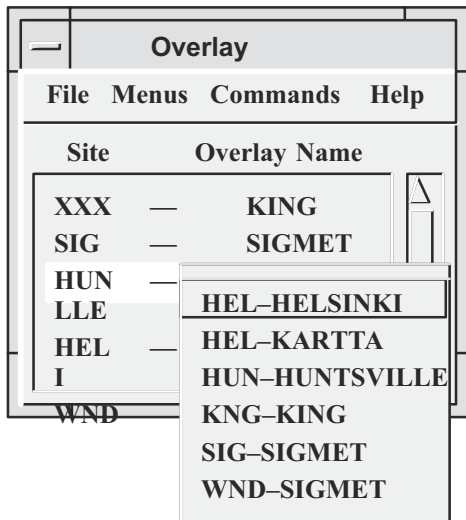 Overlay
File Menus Commands Help
Site Overlay Name
XXX — KING
SIG — SIGMET
HUN —
LLE
HEL —
I
WND
HEL–HELSINKI
HEL–KARTTA
HUN–HUNTSVILLE
KNG–KING
SIG–SIGMET
WND–SIGMET